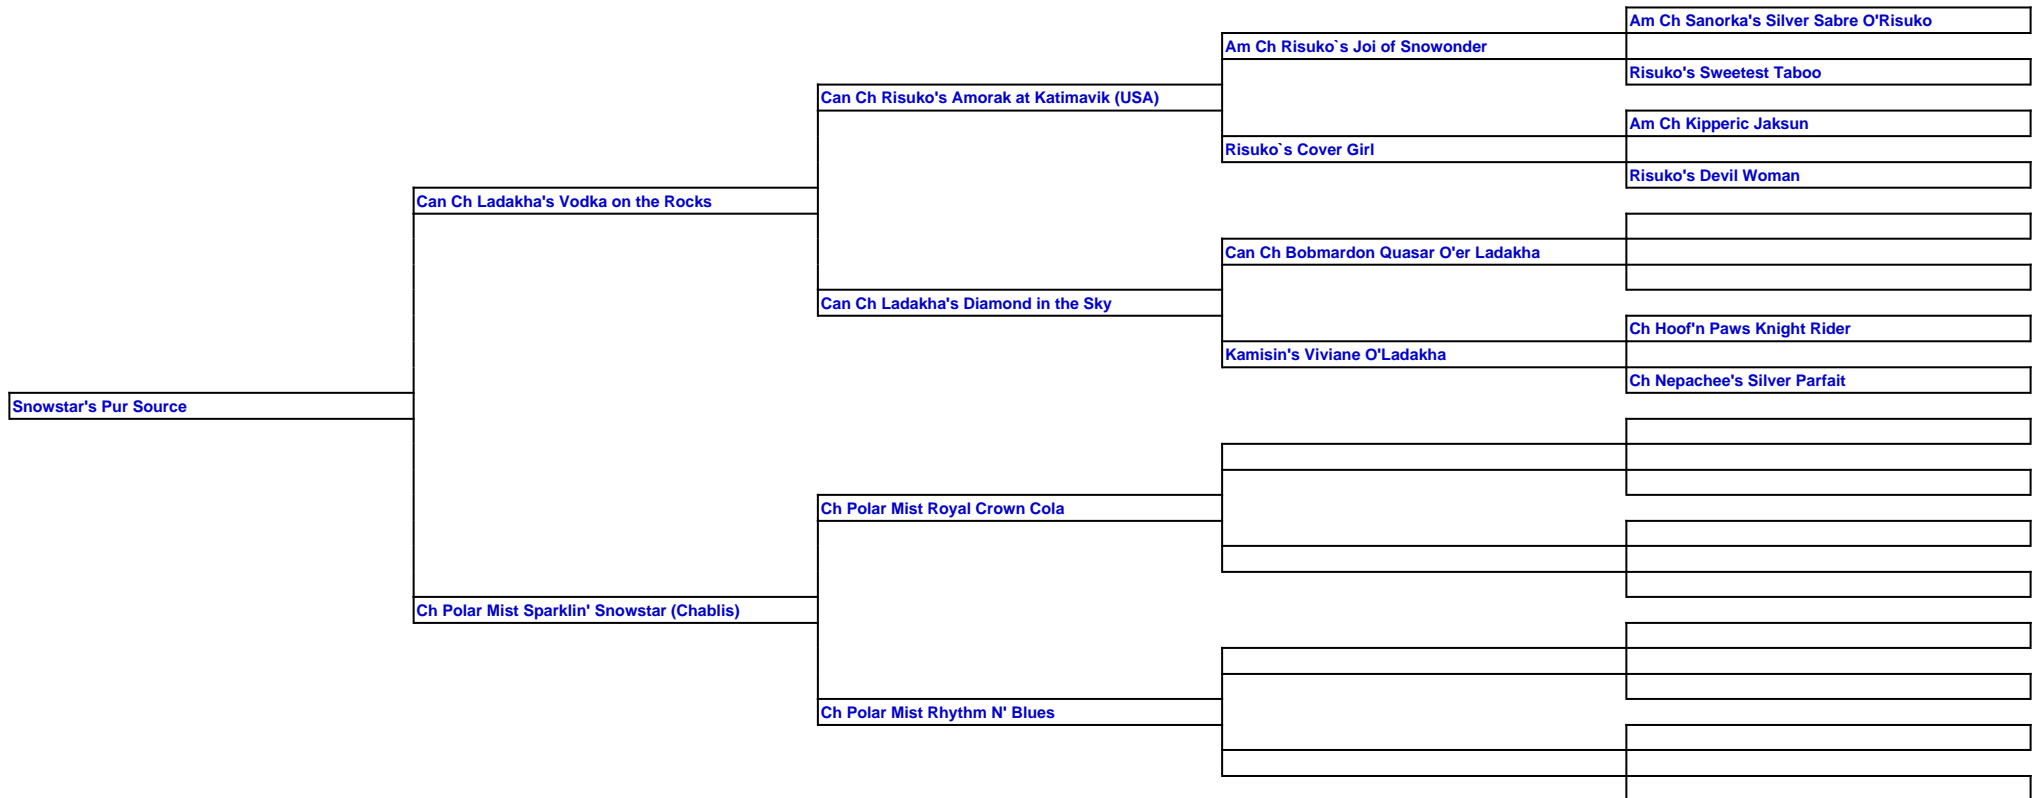 Am Ch Sanorka's Silver Sabre O'Risuko
Am Ch Risuko`s Joi of Snowonder
Risuko's Sweetest Taboo
Can Ch Risuko's Amorak at Katimavik (USA)
Am Ch Kipperic Jaksun
Risuko`s Cover Girl
Risuko's Devil Woman
Can Ch Ladakha's Vodka on the Rocks
Can Ch Bobmardon Quasar O'er Ladakha
Can Ch Ladakha's Diamond in the Sky
Ch Hoof'n Paws Knight Rider
Kamisin's Viviane O'Ladakha
Ch Nepachee's Silver Parfait
Snowstar's Pur Source
Ch Polar Mist Royal Crown Cola
Ch Polar Mist Sparklin' Snowstar (Chablis)
Ch Polar Mist Rhythm N' Blues